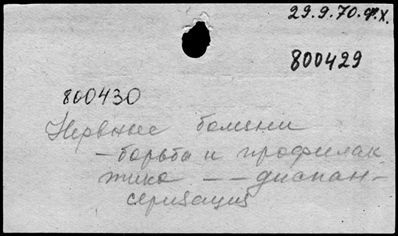 29.9.70.ф.х.
800429
800430
Нервные болезни
—борьба и профилак
тика — —диспан-
серизация